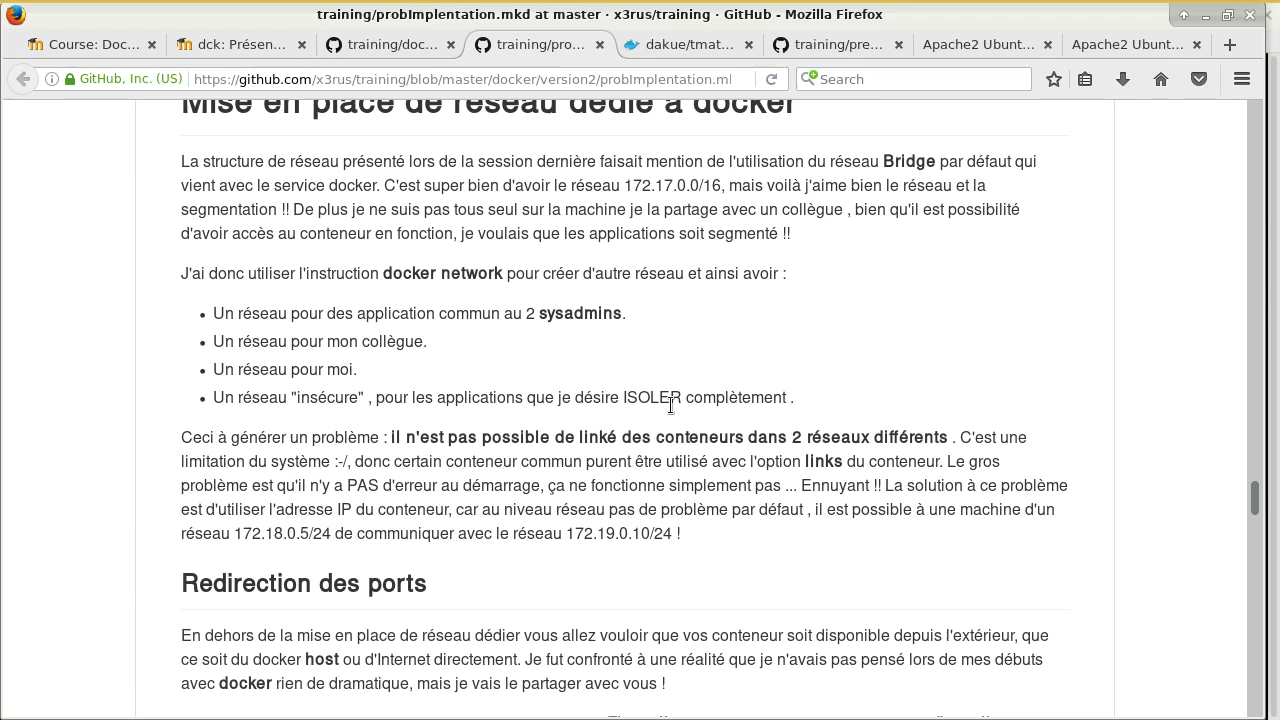 training/probImplentation.mkd at master · x3rus/training · GitHub - Mozilla Firefox
Course: Doc...
dck: Présen...
training/doc...
training/pro...
dakue/tmat...
training/pre...
Apache2 Ubunt...
Apache2 Ubunt...
GitHub, Inc. (US)
https://github.com/x3rus/training/blob/master/docker/version2/probImplentation.ml
Search
Mise en place de réseau dédié à docker
La structure de réseau présenté lors de la session dernière faisait mention de l'utilisation du réseau Bridge par défaut qui
vient avec le service docker. C'est super bien d'avoir le réseau 172.17.0.0/16, mais voilà j'aime bien le réseau et la
segmentation !! De plus je ne suis pas tous seul sur la machine je la partage avec un collègue , bien qu'il est possibilité
d'avoir accès au conteneur en fonction, je voulais que les applications soit segmenté !!
J'ai donc utiliser l'instruction docker network pour créer d'autre réseau et ainsi avoir :
• Un réseau pour des application commun au 2 sysadmins.
• Un réseau pour mon collègue.
• Un réseau pour moi.
• Un réseau "insécure" , pour les applications que je désire ISOLER complètement .
Ceci à générer un problème : il n'est pas possible de linké des conteneurs dans 2 réseaux différents . C'est une
limitation du système :-/, donc certain conteneur commun purent être utilisé avec l'option links du conteneur. Le gros
problème est qu'il n'y a PAS d'erreur au démarrage, ça ne fonctionne simplement pas ... Ennuyant !! La solution à ce problème
est d'utiliser l'adresse IP du conteneur, car au niveau réseau pas de problème par défaut , il est possible à une machine d'un
réseau 172.18.0.5/24 de communiquer avec le réseau 172.19.0.10/24 !
Redirection des ports
En dehors de la mise en place de réseau dédier vous allez vouloir que vos conteneur soit disponible depuis l'extérieur, que
ce soit du docker host ou d'Internet directement. Je fut confronté à une réalité que je n'avais pas pensé lors de mes débuts
avec docker rien de dramatique, mais je vais le partager avec vous !